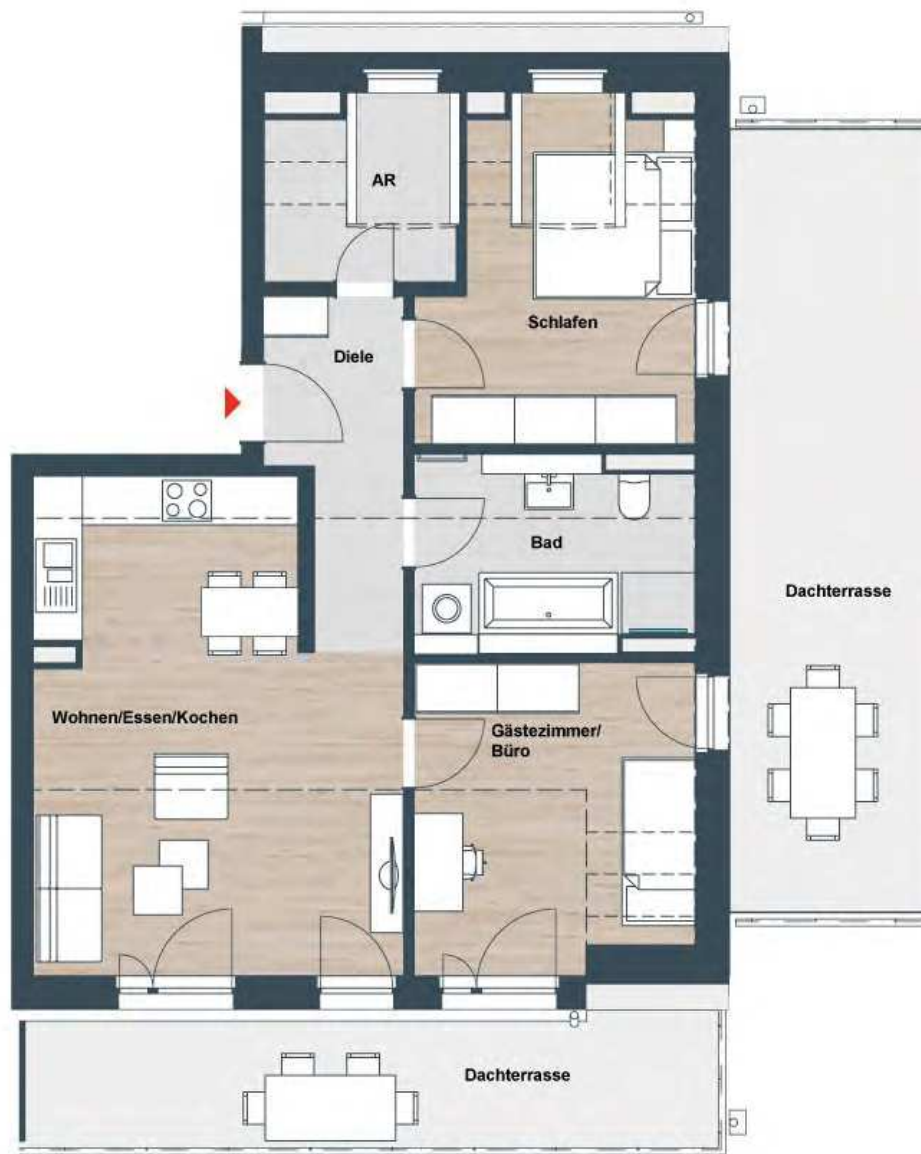 AR
Schlafen
Diele
Bad
Dachterrasse
Wohnen/Essen/Kochen
Gästezimmer/
Büro
Dachterrasse